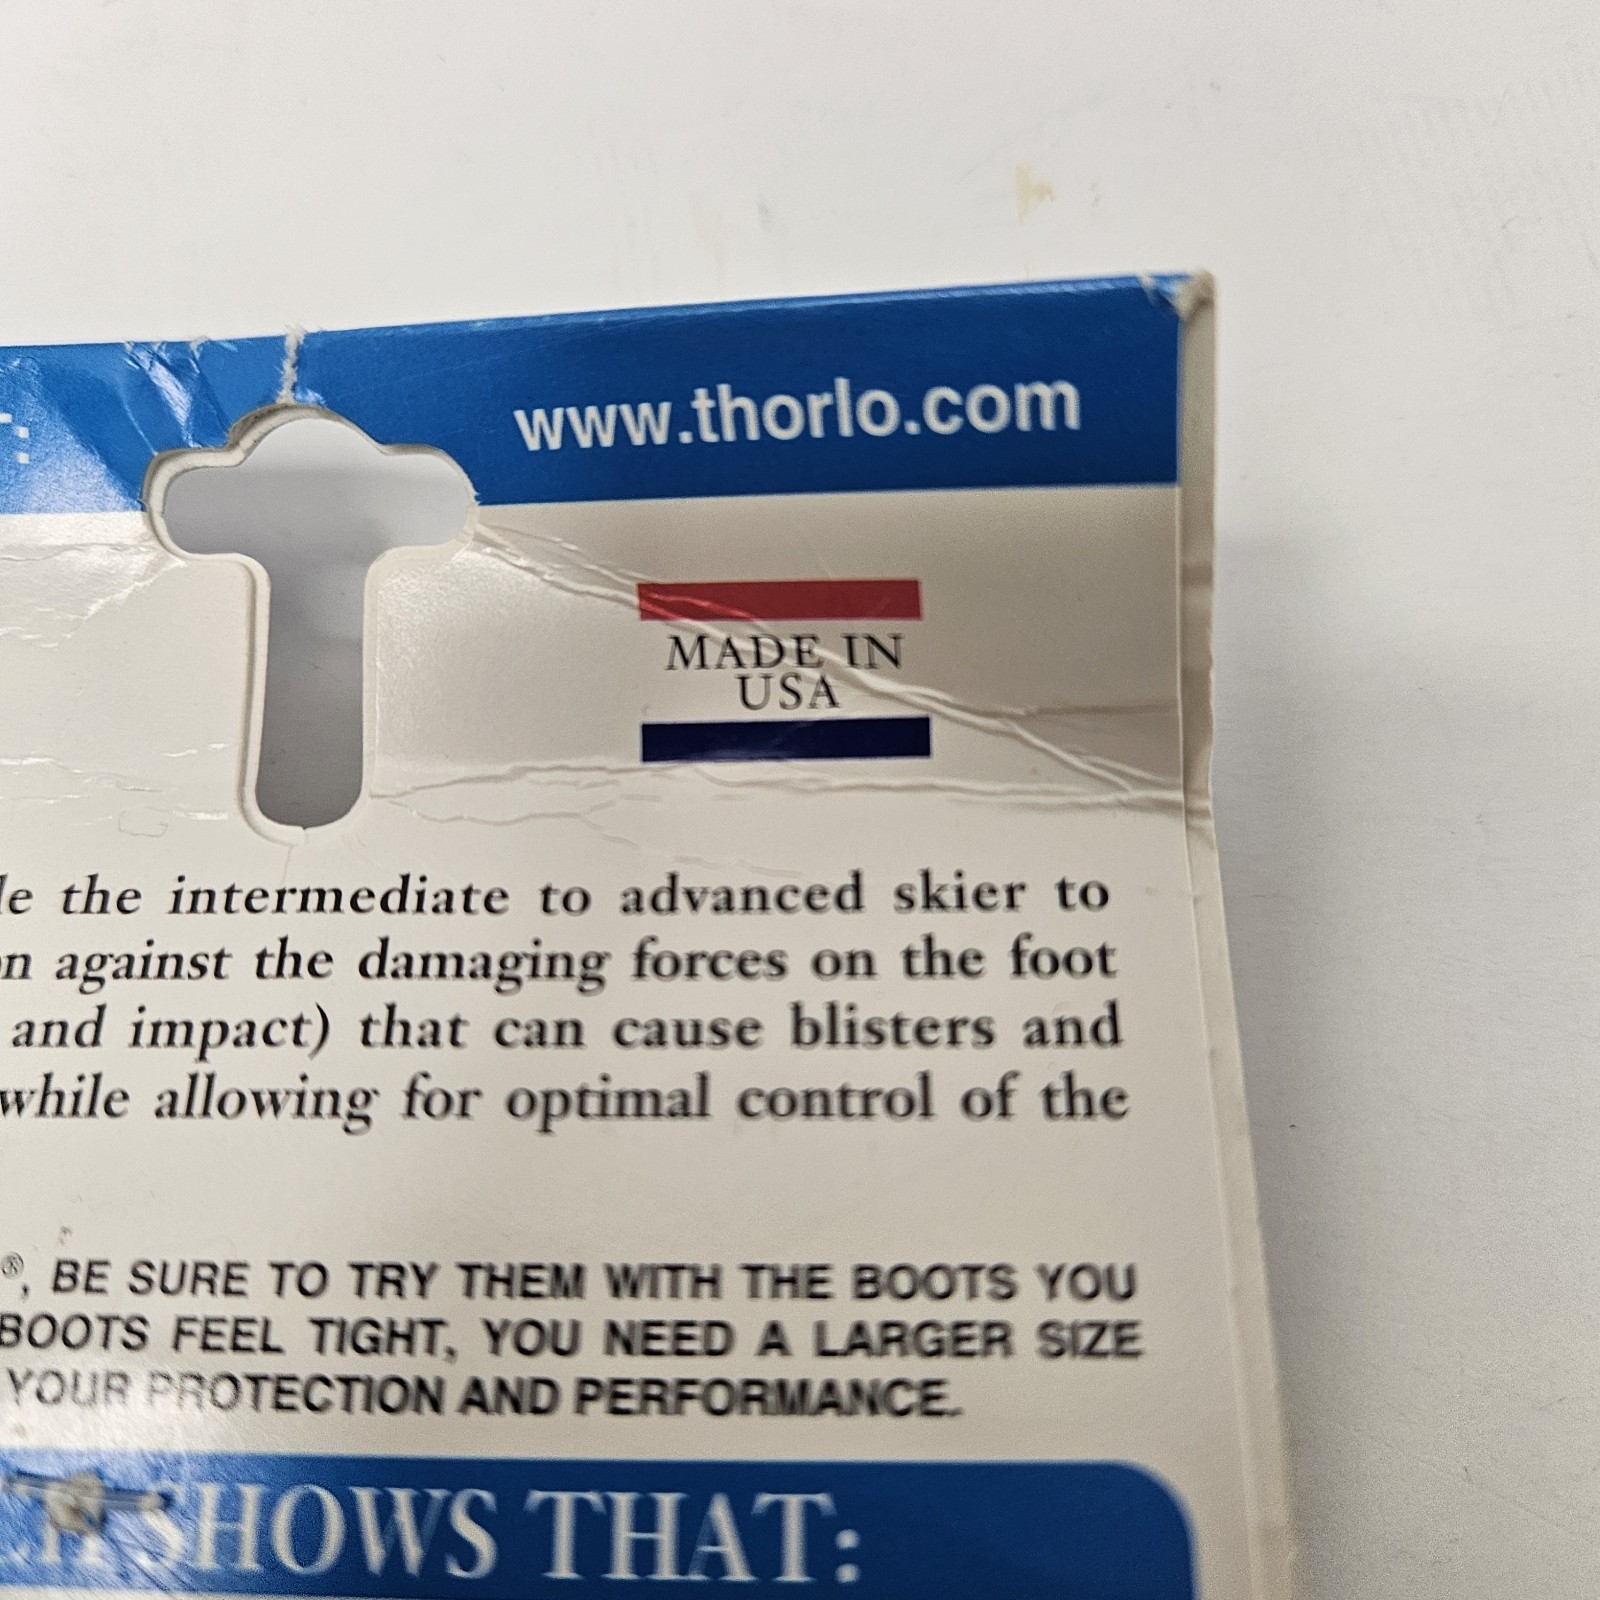 www.thorlo.com
MADE IN
USA
the intermediate to advanced skier to
against the damaging forces on the foot
and impact) that can cause blisters and
while allowing for optimal control of the
®, BE SURE TO TRY THEM WITH THE BOOTS YOU
BOOTS FEEL TIGHT, YOU NEED A LARGER SIZE
YOUR PROTECTION AND PERFORMANCE.
SHOWS THAT: